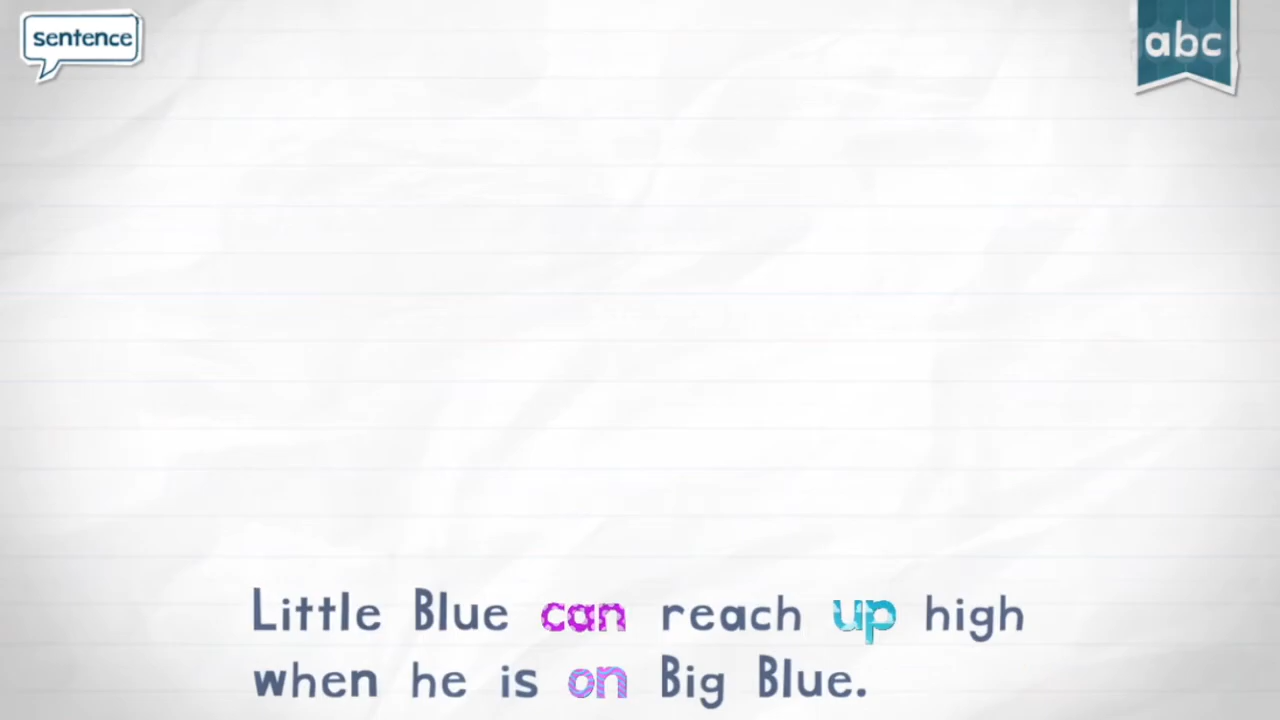 sentence
abc
Little Blue can reach up high
when he is on Big Blue.